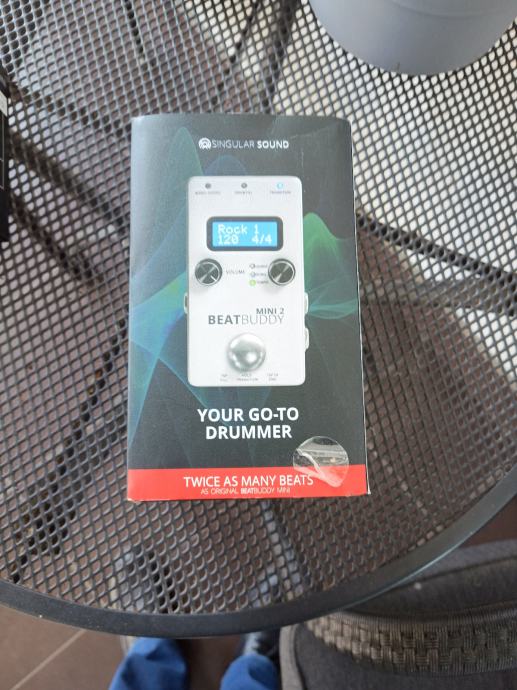 SINGULAR SOUND
Rock 1
120 4/4
VOLUME
TEMPO
MINI 2
BEATBUDDY
YOUR GO-TO
DRUMMER
TWICE AS MANY BEATS
AS ORIGINAL BEATBUDDY MINI